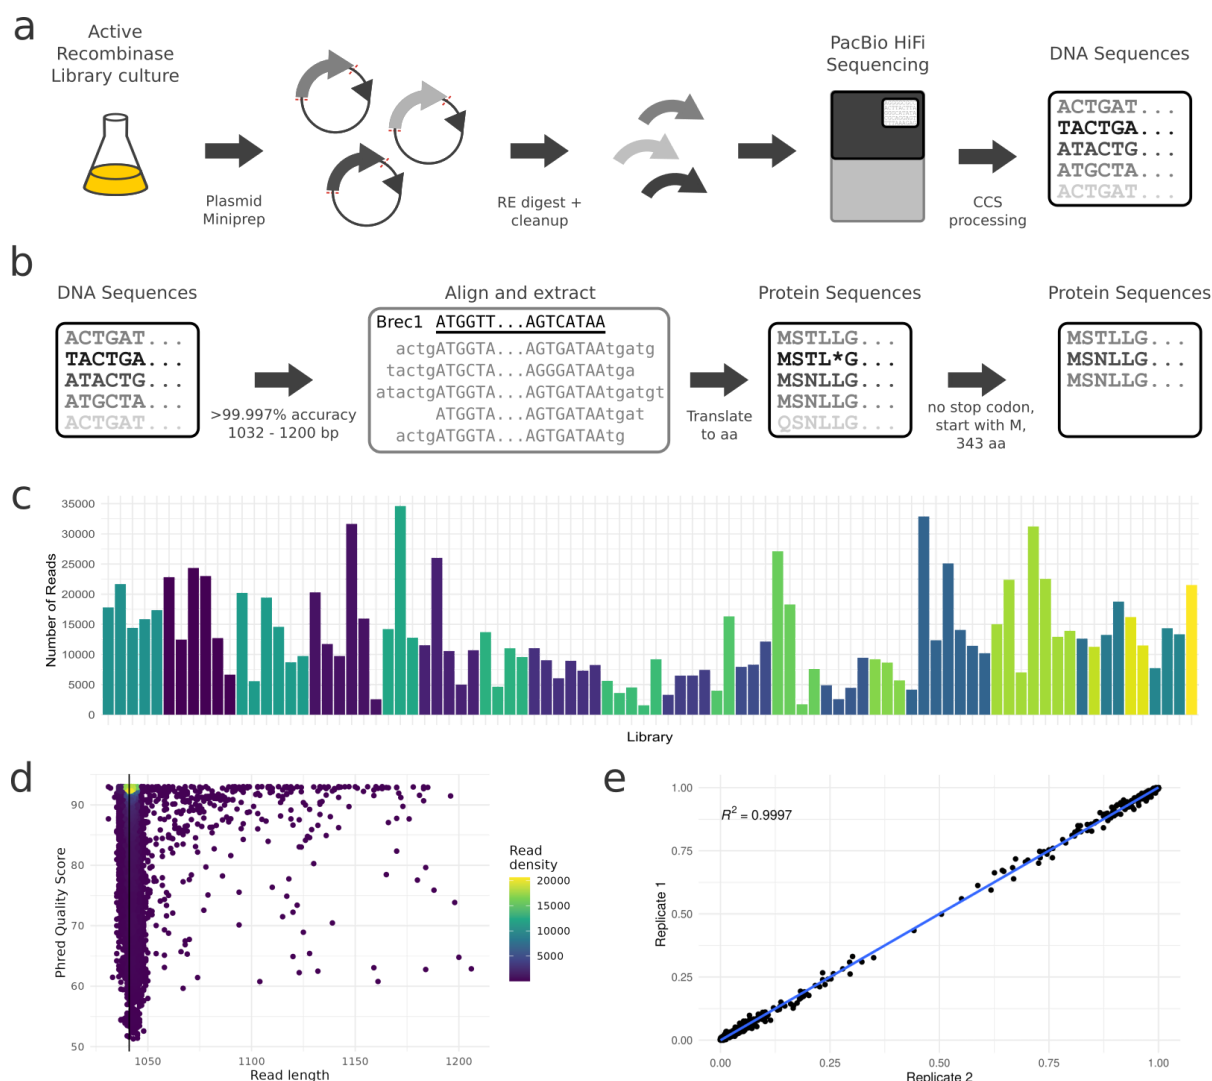 a
Active
Recombinase
Library culture
Plasmid
Miniprep
RE digest +
cleanup
PacBio HiFi
Sequencing
CCS
processing
DNA Sequences
ACTGAT...
TACTGA...
ATACTG...
ATGCTA...
ACTGAT...
b
DNA Sequences
ACTGAT...
TACTGA...
ATACTG...
ATGCTA...
ACTGAT...
>99.997% accuracy
1032 - 1200 bp
Align and extract
Brec1 ATGGTT...AGTCATAA
actgATGGTA...AGTGATAAtgatg
tactgATGCTA...AGGGATAAtga
atactgATGGTA...AGTGATAAtgatgt
ATGGTA...AGTGATAAtgat
actgATGGTA...AGTGATAAtg
Translate
to aa
Protein Sequences
MSTLLG...
MSTL*G...
MSNLLG...
MSNLLG...
QSNLLG...
no stop codon,
start with M,
343 aa
Protein Sequences
MSTLLG...
MSNLLG...
MSNLLG...
c
Number of Reads
35000
30000
25000
20000
15000
10000
5000
0
Library
d
Phred Quality Score
90
80
70
60
50
1050
1100
1150
1200
Read length
Read
density
20000
15000
10000
5000
e
R² = 0.9997
Replicate 1
1.00
0.75
0.50
0.25
0.00
0.00
0.25
0.50
0.75
1.00
Replicate 2